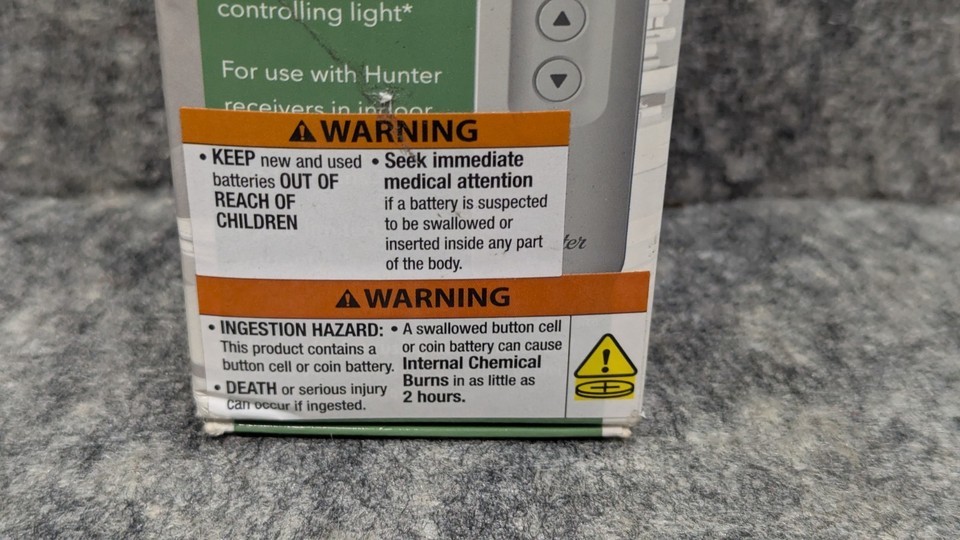 controlling light*
For use with Hunter
receivers in indoor
WARNING
• KEEP new and used
batteries OUT OF
REACH OF
CHILDREN
• Seek immediate
medical attention
if a battery is suspected
to be swallowed or
inserted inside any part
of the body.
WARNING
• INGESTION HAZARD:
This product contains a
button cell or coin battery.
• DEATH or serious injury
can occur if ingested.
• A swallowed button cell
or coin battery can cause
Internal Chemical
Burns in as little as
2 hours.